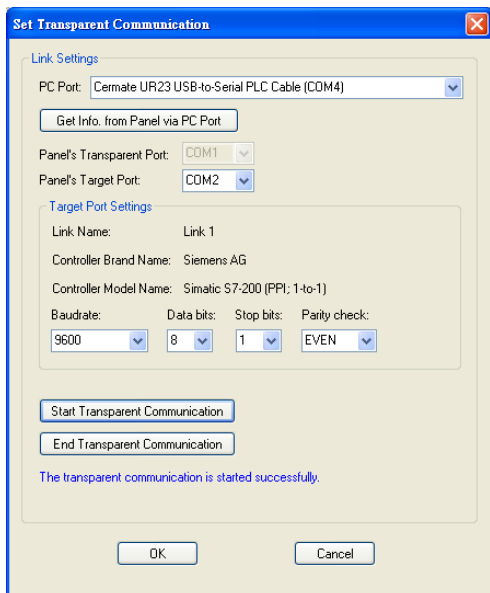 Set Transparent Communication
Link Settings
PC Port: Cermate UR23 USB-to-Serial PLC Cable (COM4)
Get Info. from Panel via PC Port
Panel's Transparent Port: COM1
Panel's Target Port: COM2
Target Port Settings
Link Name: Link 1
Controller Brand Name: Siemens AG
Controller Model Name: Simatic S7-200 (PPI; 1-to-1)
Baudrate: Data bits: Stop bits: Parity check:
9600 8 1 EVEN
Start Transparent Communication
End Transparent Communication
The transparent communication is started successfully.
OK Cancel